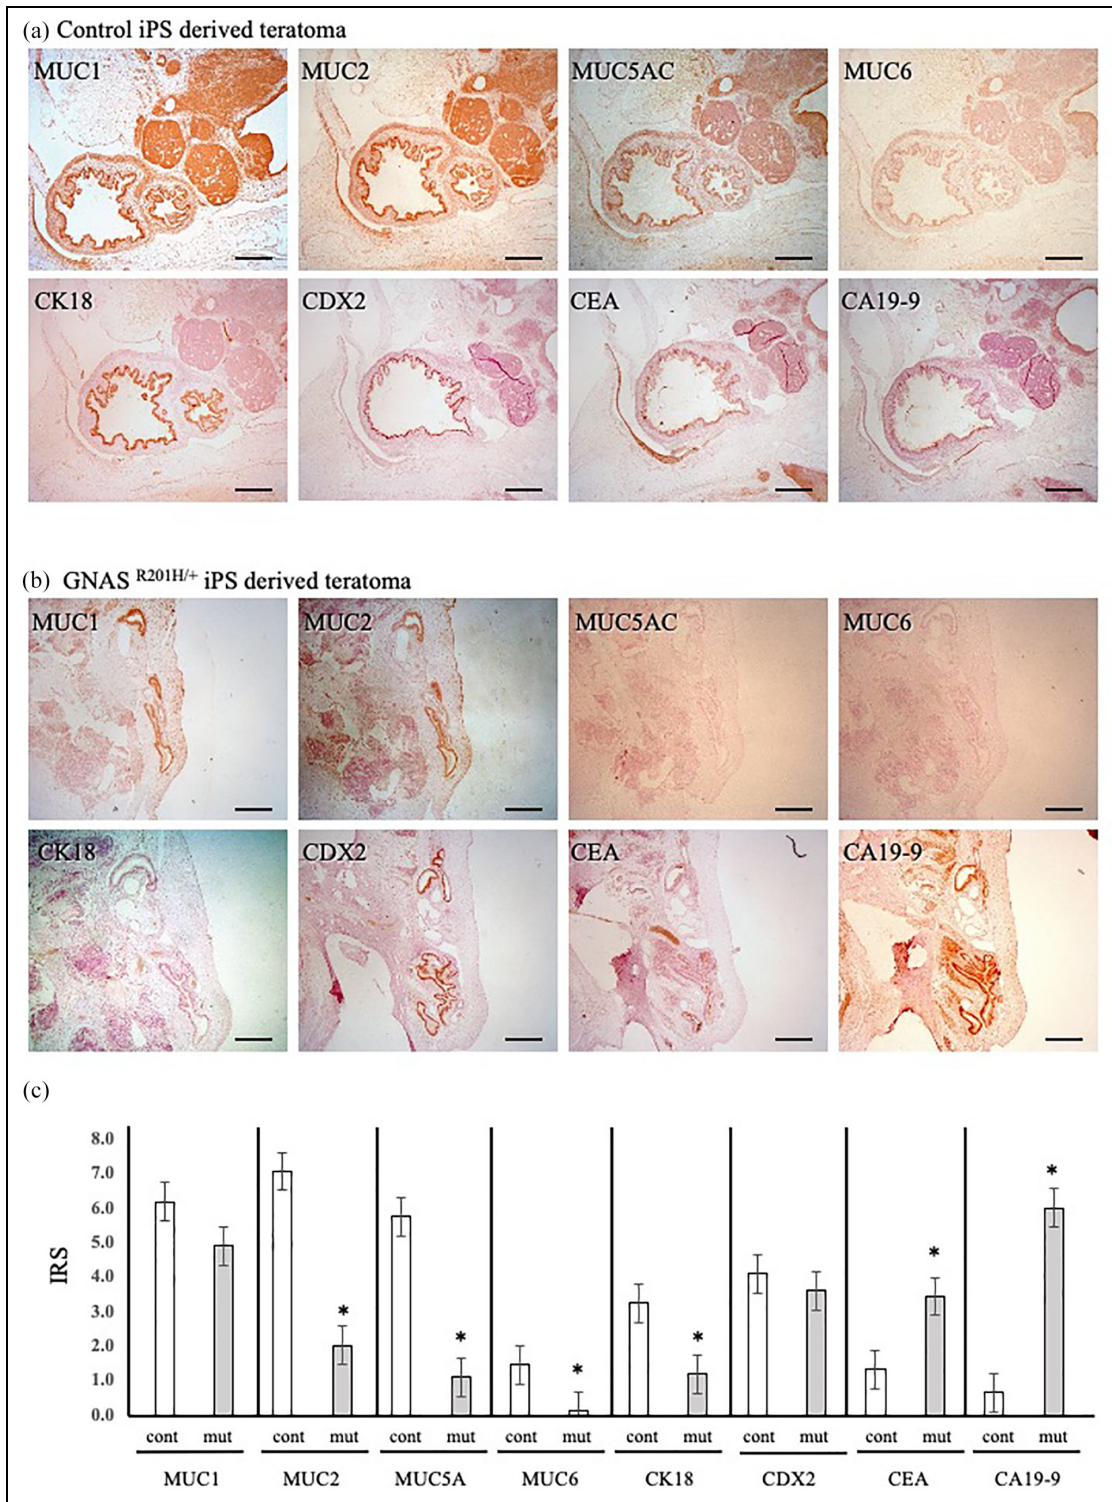 (a) Control iPS derived teratoma
MUC1 MUC2 MUC5AC MUC6
CK18 CDX2 CEA CA19-9
(b) GNAS R201H/+ iPS derived teratoma
MUC1 MUC2 MUC5AC MUC6
CK18 CDX2 CEA CA19-9
(c)
8.0
7.0
6.0
5.0
4.0
3.0
2.0
1.0
0.0
IRS
* * * * * *
cont mut cont mut cont mut cont mut cont mut cont mut cont mut cont mut
MUC1 MUC2 MUC5A MUC6 CK18 CDX2 CEA CA19-9